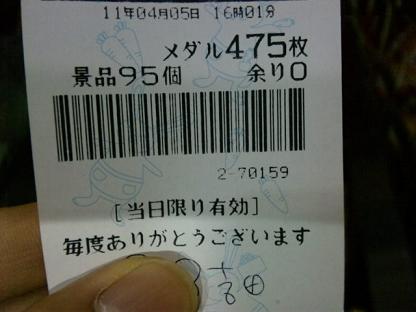 11年04月05日 16時01分
メダル475枚
景品95個 余り0
2-70159
[当日限り有効]
毎度ありがとうございます